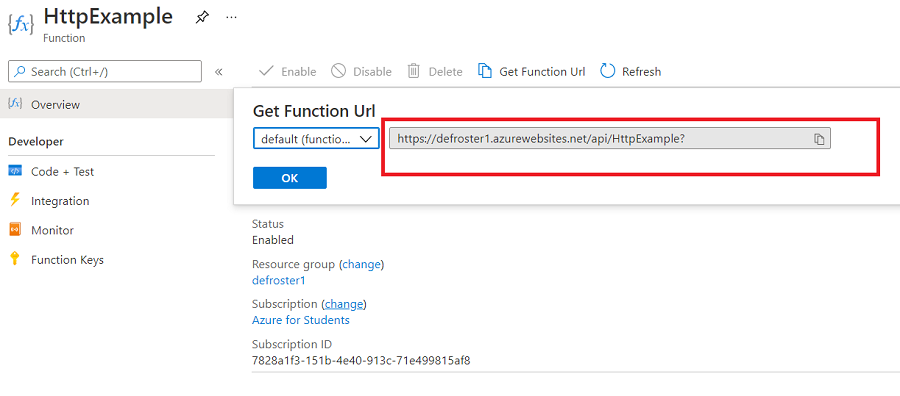 HttpExample
Function
Search (Ctrl+/)
Overview
Developer
Code + Test
Integration
Monitor
Function Keys
Enable
Disable
Delete
Get Function Url
Refresh
Get Function Url
default (functio...
https://defroster1.azurewebsites.net/api/HttpExample?
OK
Status
Enabled
Resource group (change)
defroster1
Subscription (change)
Azure for Students
Subscription ID
7828a1f3-151b-4e40-913c-71e499815af8